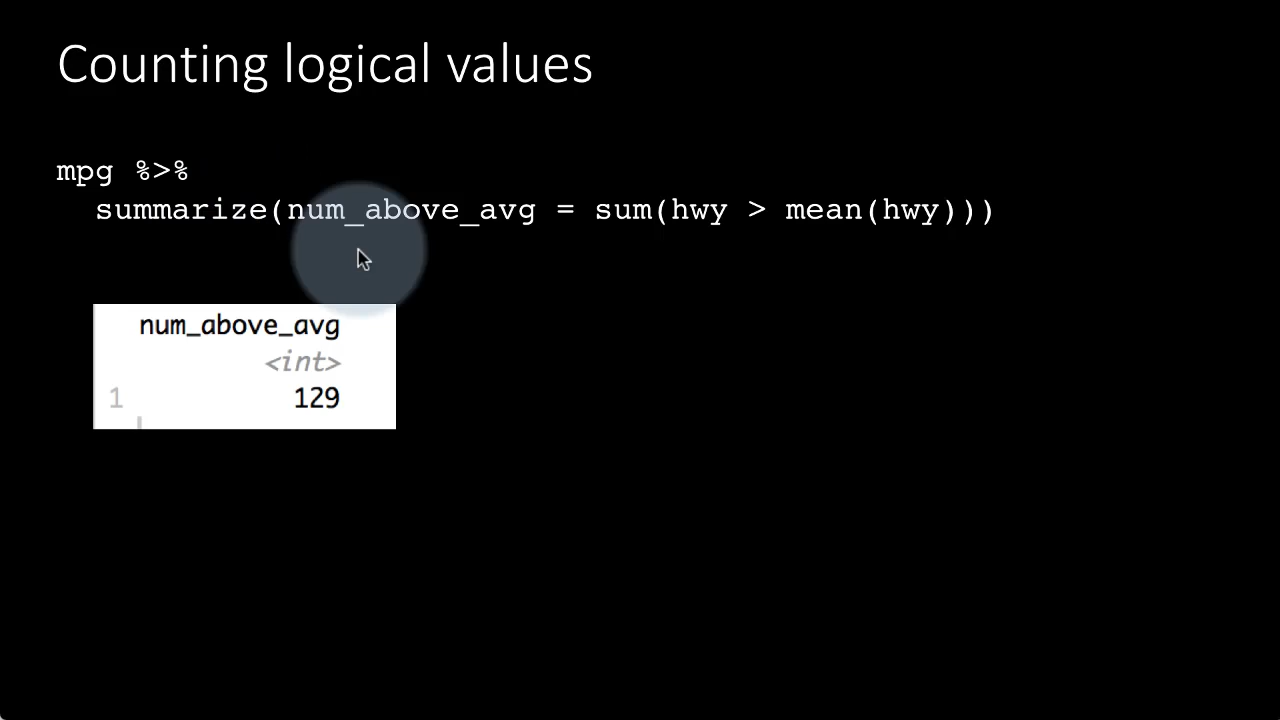 Counting logical values
mpg %>%
summarize(num_above_avg = sum(hwy > mean(hwy)))
num_above_avg
<int>
1 129